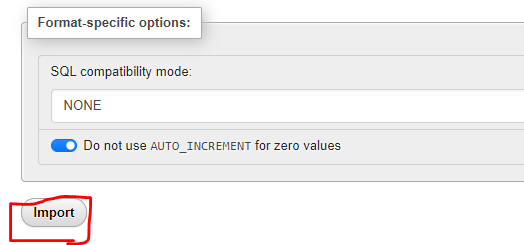 Format-specific options:
SQL compatibility mode:
NONE
Do not use AUTO_INCREMENT for zero values
Import